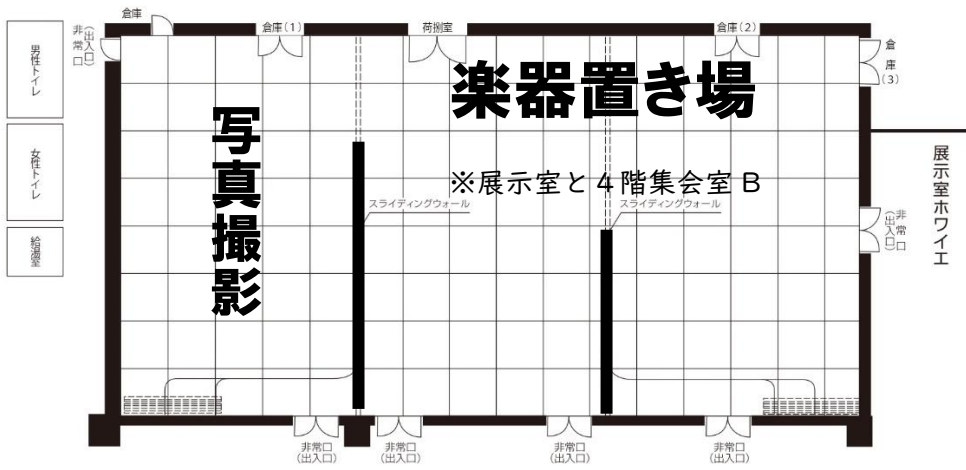 倉庫
倉庫(1)
荷捌室
倉庫(2)
倉庫(3)
非常口
(出入口)
男性トイレ
女性トイレ
給湯室
写真撮影
楽器置き場
※展示室と4階集会室B
スライディングウォール
スライディングウォール
展示室ホワイエ
非常口
(出入口)
非常口
(出入口)
非常口
(出入口)
非常口
(出入口)
非常口
(出入口)